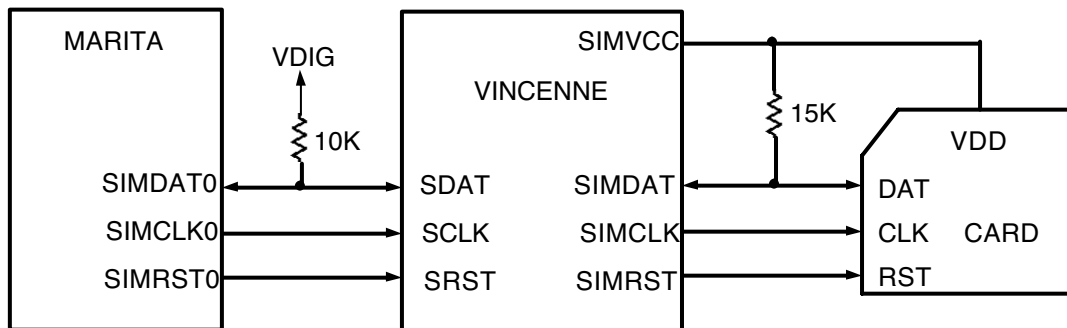 MARITA
SIMVCC
VDIG
VINCENNE
10K
15K
VDD
SIMDAT0
SDAT
SIMDAT
DAT
SIMCLK0
SCLK
SIMCLK
CLK
CARD
SIMRST0
SRST
SIMRST
RST